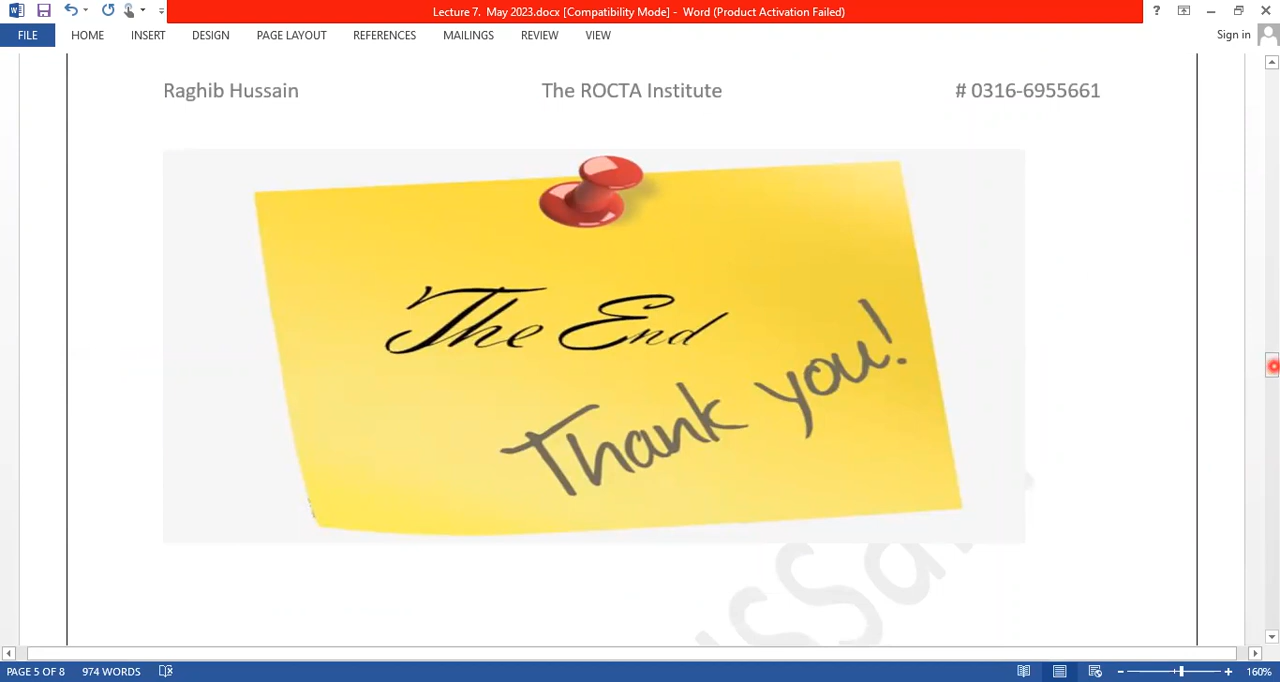 Lecture 7. May 2023.docx [Compatibility Mode] - Word (Product Activation Failed)
?
FILE HOME INSERT DESIGN PAGE LAYOUT REFERENCES MAILINGS REVIEW VIEW Sign in
Raghib Hussain The ROCTA Institute # 0316-6955661
The End
Thank you!
PAGE 5 OF 8 974 WORDS 160%